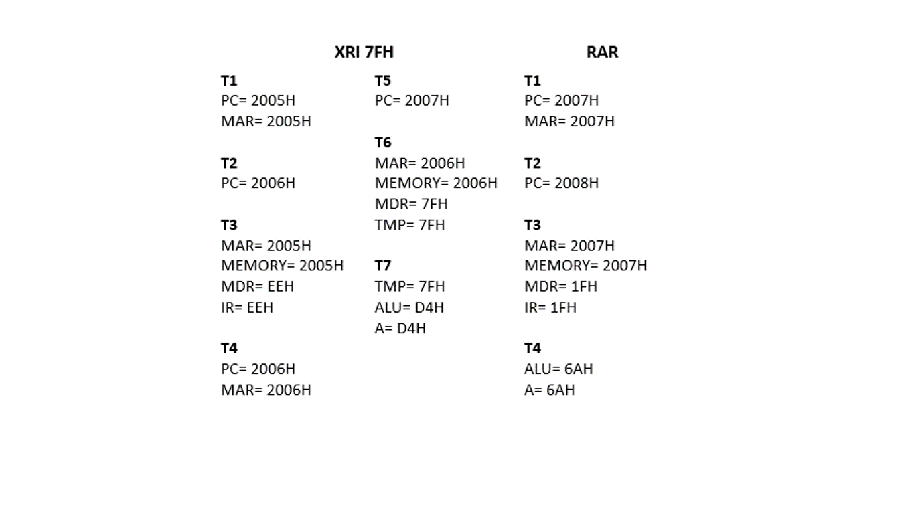 XRI 7FH
T1
PC= 2005H
MAR= 2005H
T2
PC= 2006H
T3
MAR= 2005H
MEMORY= 2005H
MDR= EEH
IR= EEH
T4
PC= 2006H
MAR= 2006H
T5
PC= 2007H
T6
MAR= 2006H
MEMORY= 2006H
MDR= 7FH
TMP= 7FH
T7
TMP= 7FH
ALU= D4H
A= D4H
RAR
T1
PC= 2007H
MAR= 2007H
T2
PC= 2008H
T3
MAR= 2007H
MEMORY= 2007H
MDR= 1FH
IR= 1FH
T4
ALU= 6AH
A= 6AH